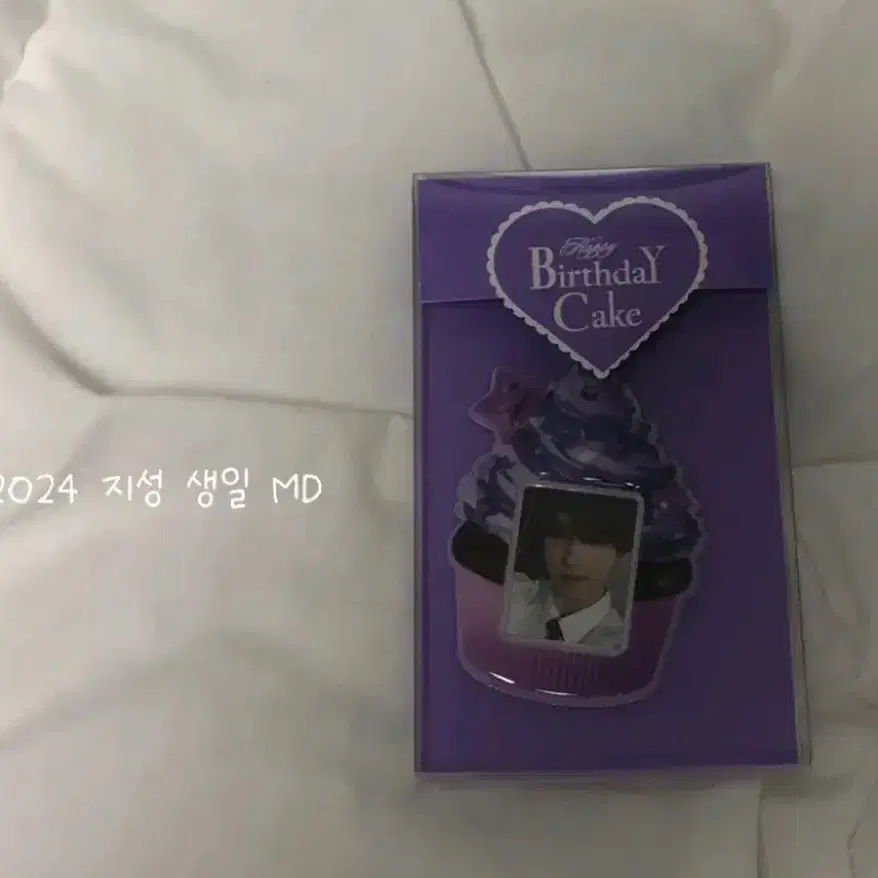 Happy
BirthdaY
Cake
2024 지성 생일 MD